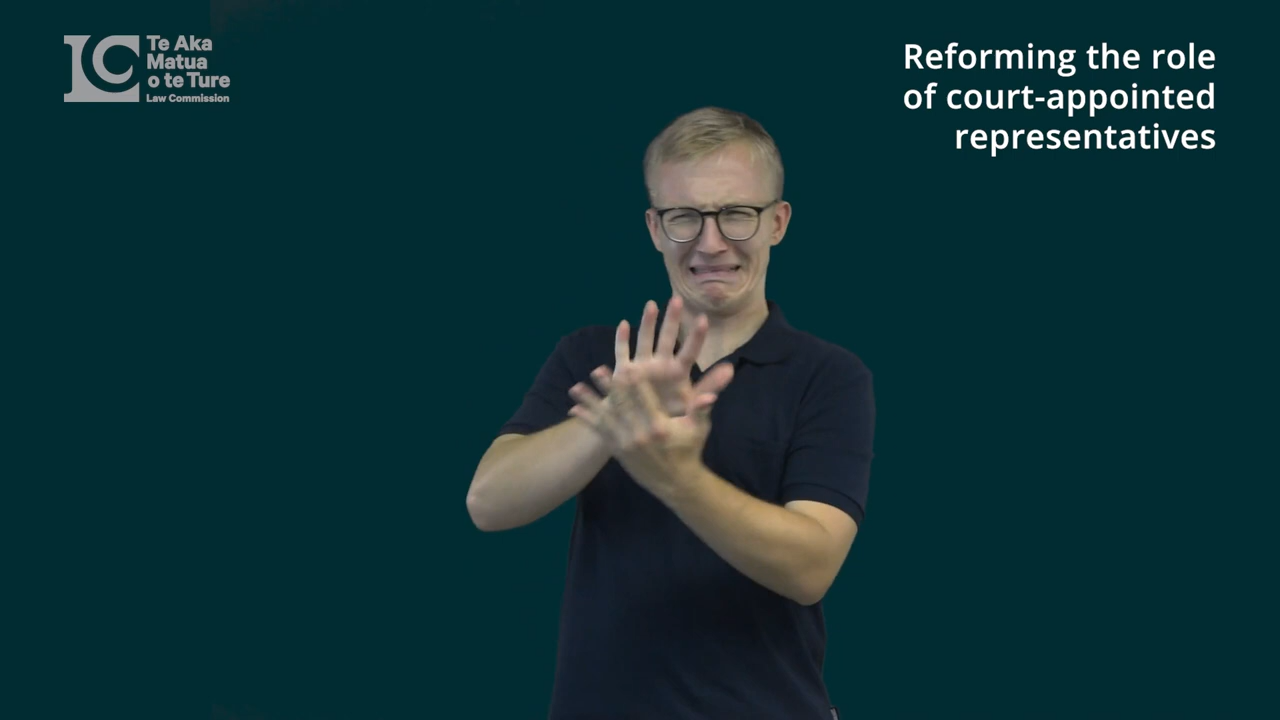 Te Aka
Matua
o te Ture
Law Commission
Reforming the role
of court-appointed
representatives